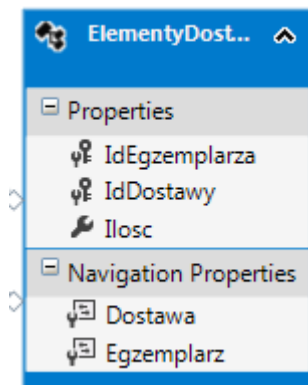 ElementyDost...
Properties
IdEgzemplarza
IdDostawy
Ilosc
Navigation Properties
Dostawa
Egzemplarz